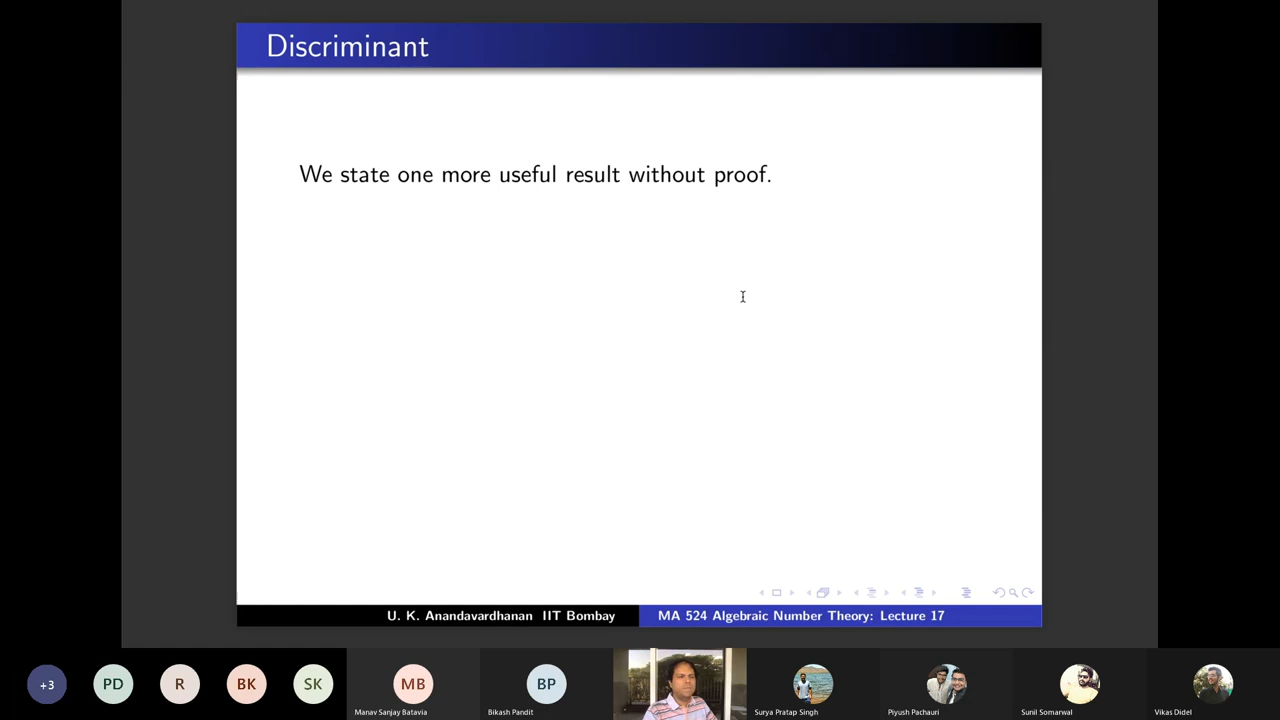 Discriminant
We state one more useful result without proof.
U. K. Anandavardhanan IIT Bombay
MA 524 Algebraic Number Theory: Lecture 17
+3
PD
R
BK
SK
MB
BP
Manav Sanjay Batavia
Bikash Pandit
Surya Pratap Singh
Piyush Pachauri
Sunil Somarwal
Vikas Didel